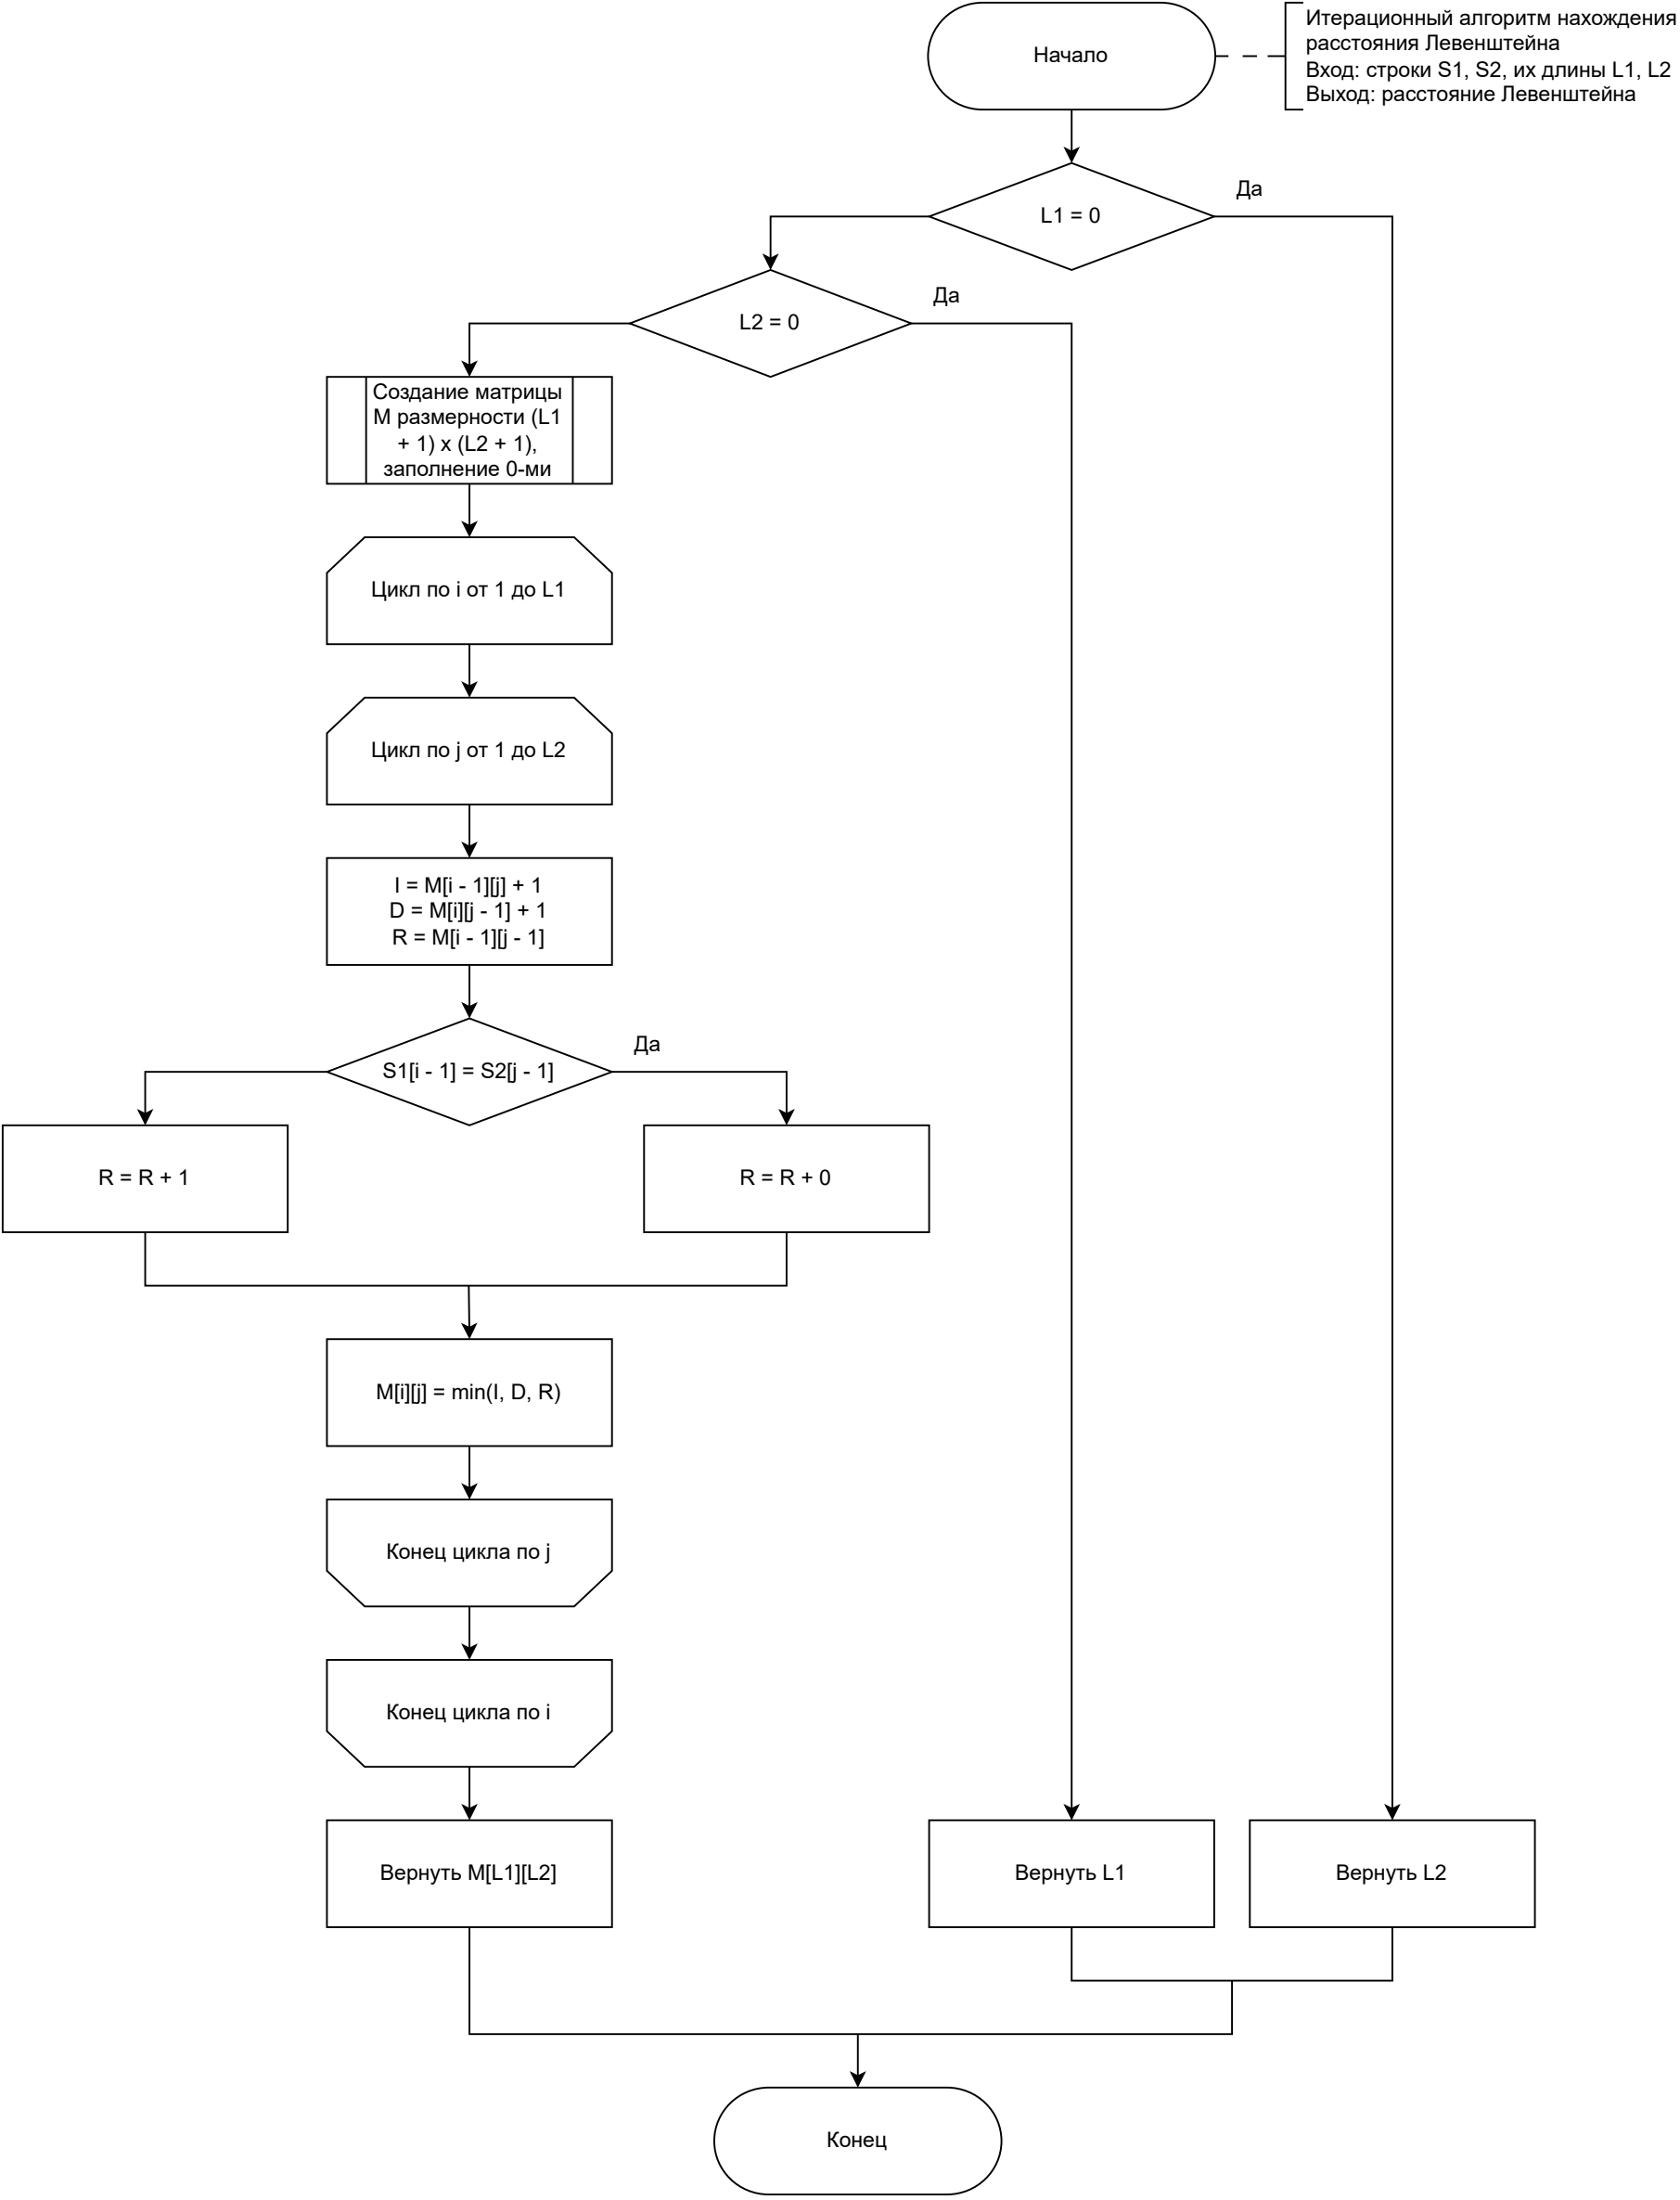 Начало
Итерационный алгоритм нахождения
расстояния Левенштейна
Вход: строки S1, S2, их длины L1, L2
Выход: расстояние Левенштейна
Да
L1 = 0
Да
L2 = 0
Создание матрицы
M размерности (L1
+ 1) x (L2 + 1),
заполнение 0-ми
Цикл по i от 1 до L1
Цикл по j от 1 до L2
I = M[i - 1][j] + 1
D = M[i][j - 1] + 1
R = M[i - 1][j - 1]
Да
S1[i - 1] = S2[j - 1]
R = R + 1
R = R + 0
M[i][j] = min(I, D, R)
Конец цикла по j
Конец цикла по i
Вернуть M[L1][L2]
Вернуть L1
Вернуть L2
Конец